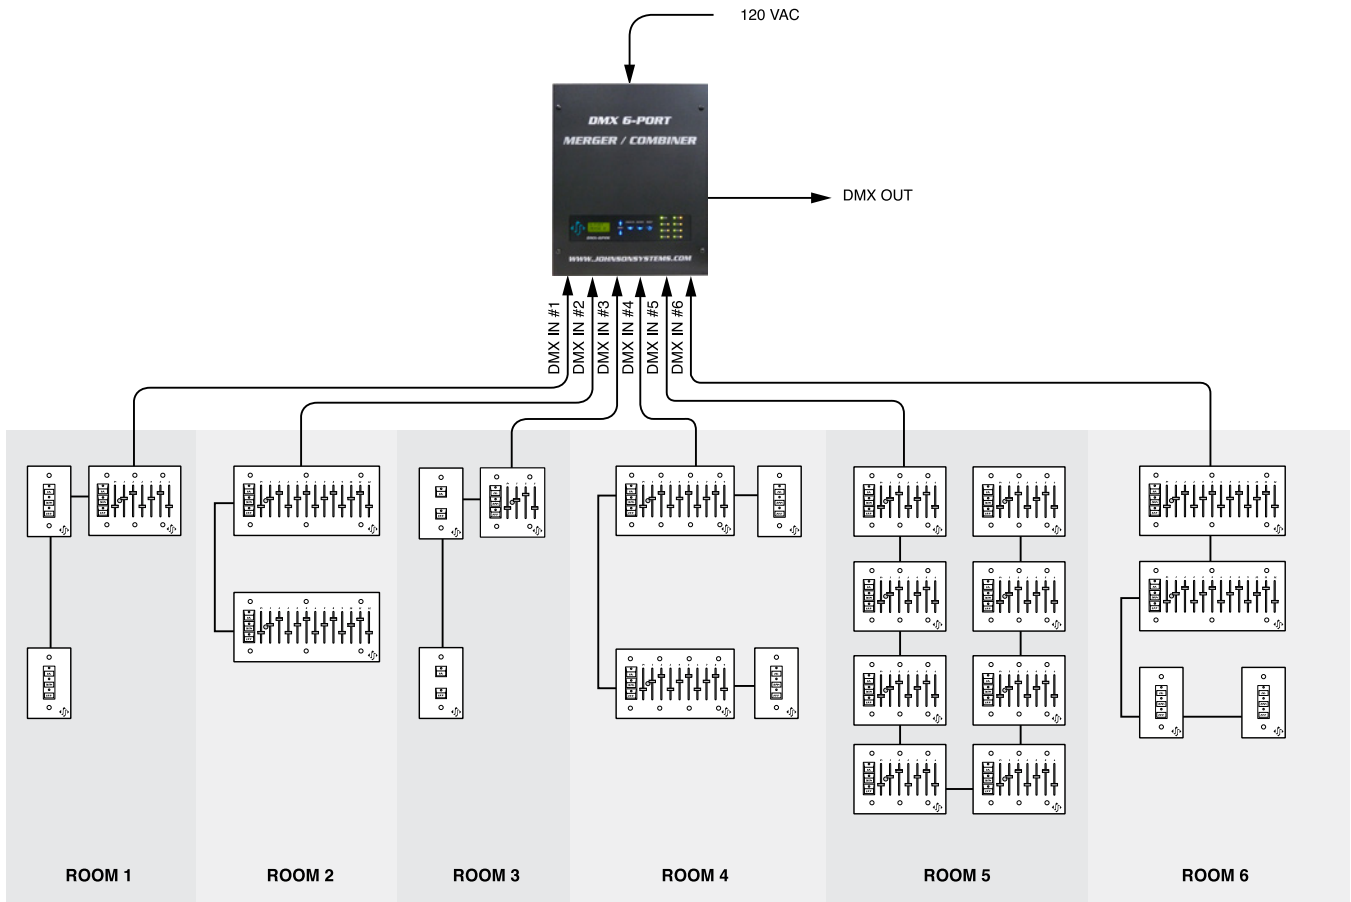 120 VAC
DMX 6-PORT
MERGER / COMBINER
DMX OUT
WWW.JOHNSONSYSTEMS.COM
DMX IN #1
DMX IN #2
DMX IN #3
DMX IN #4
DMX IN #5
DMX IN #6
ROOM 1
ROOM 2
ROOM 3
ROOM 4
ROOM 5
ROOM 6